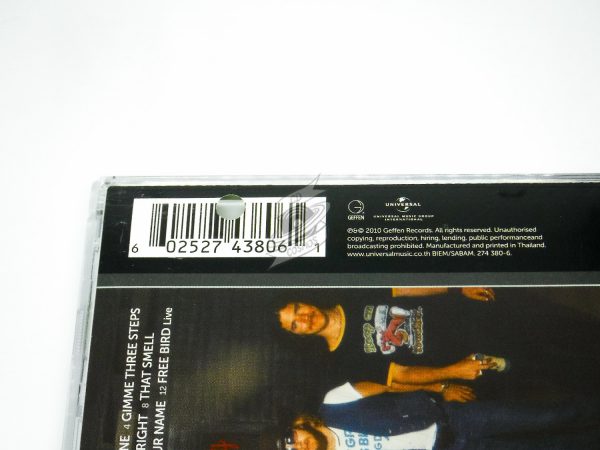 6 02527 43806 1
GEFFEN
UNIVERSAL
UNIVERSAL MUSIC GROUP
INTERNATIONAL
℗&© 2010 Geffen Records. All rights reserved. Unauthorised
copying, reproduction, hiring, lending, public performanceand
broadcasting prohibited. Manufactured and printed in Thailand.
www.universalmusic.co.th BIEM/SABAM. 274 380-6.
NE 4 GIMME THREE STEPS
RIGHT 8 THAT SMELL
UR NAME 12 FREE BIRD Live